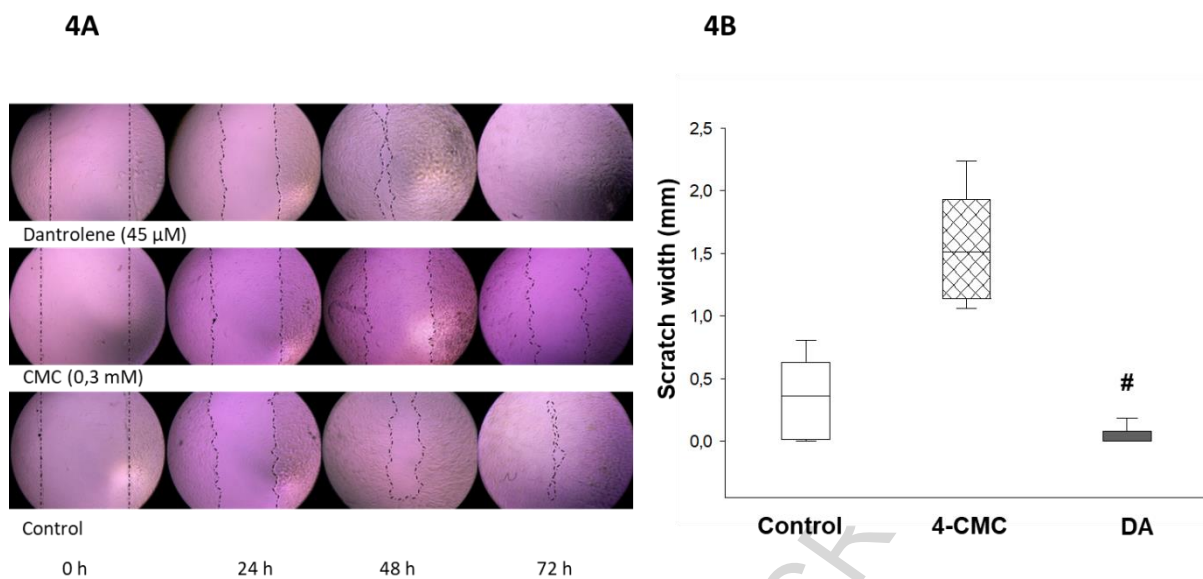 4A
Dantrolene (45 µM)
CMC (0,3 mM)
Control
0 h 24 h 48 h 72 h
4B
Scratch width (mm)
2,5
2,0
1,5
1,0
0,5
0,0
#
Control 4-CMC DA